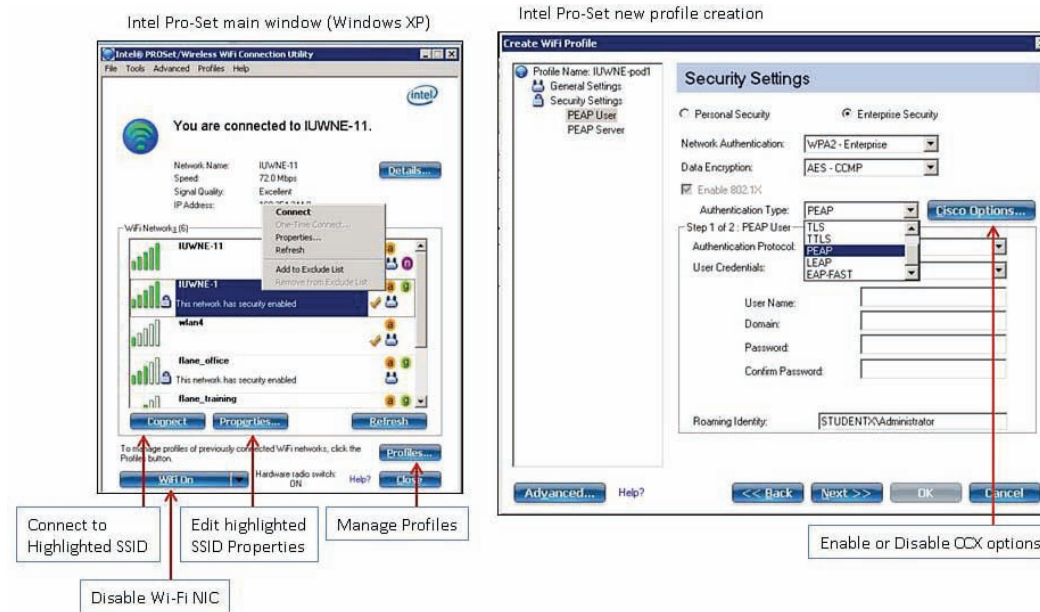 Intel Pro-Set main window (Windows XP)
Intel® PROSet/Wireless WiFi Connection Utility
File Tools Advanced Profiles Help
intel
You are connected to IUWNE-11.
Network Name: IUWNE-11
Speed: 72.0 Mbps
Signal Quality: Excellent
IP Address:
Details...
Connect
One-Time Connect...
Properties...
Refresh
Add to Exclude List
Remove from Exclude List
WiFi Networks (6)
IUWNE-11
a
n
IUWNE-1
a g
This network has security enabled
wlan4
a
flane_office
a g
This network has security enabled
flane_training
a g
Connect Properties... Refresh
To manage profiles of previously connected WiFi networks, click the
Profiles button.
Profiles...
WiFi On
Hardware radio switch:
ON
Help?
Close
Connect to
Highlighted SSID
Edit highlighted
SSID Properties
Manage Profiles
Disable Wi-Fi NIC
Intel Pro-Set new profile creation
Create WiFi Profile
Profile Name: IUWNE-pod1
General Settings
Security Settings
PEAP User
PEAP Server
Security Settings
Personal Security Enterprise Security
Network Authentication: WPA2 - Enterprise
Data Encryption: AES - CCMP
Enable 802.1X
Authentication Type: PEAP
Cisco Options...
TLS
TTLS
PEAP
LEAP
EAP-FAST
Step 1 of 2 : PEAP User
Authentication Protocol:
User Credentials:
User Name:
Domain:
Password:
Confirm Password:
Roaming Identity: STUDENTX\Administrator
Advanced... Help? << Back Next >> OK Cancel
Enable or Disable CCX options